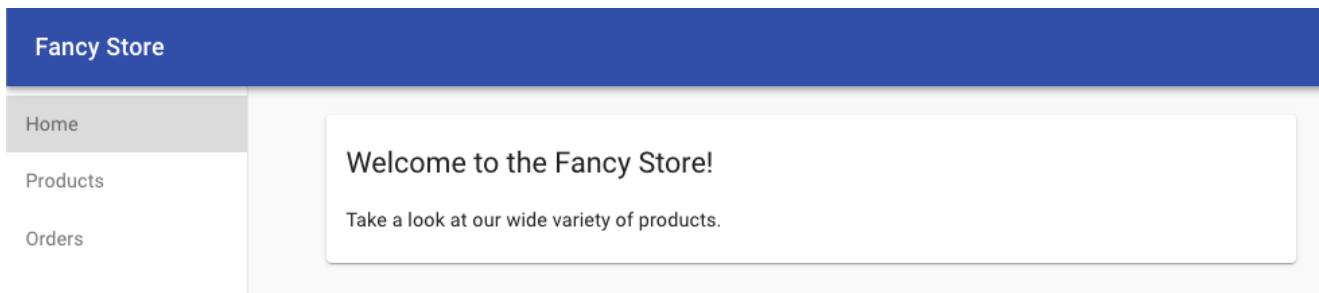 Fancy Store
Home
Products
Orders
Welcome to the Fancy Store!
Take a look at our wide variety of products.